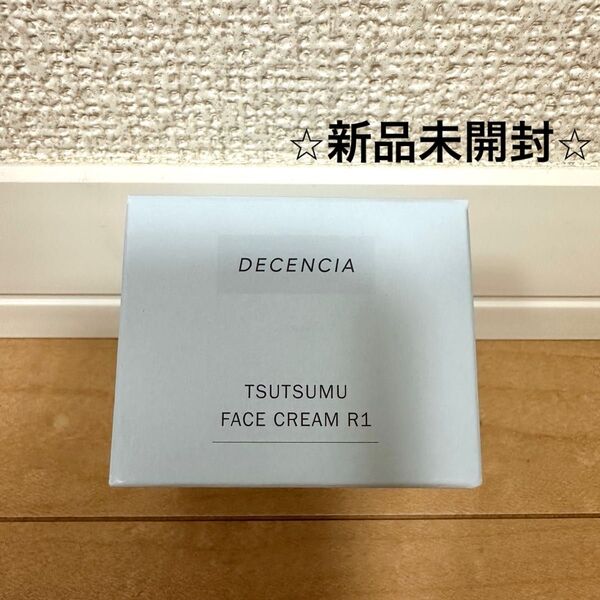 ☆新品未開封☆
DECENCIA
TSUTSUMU
FACE CREAM R1